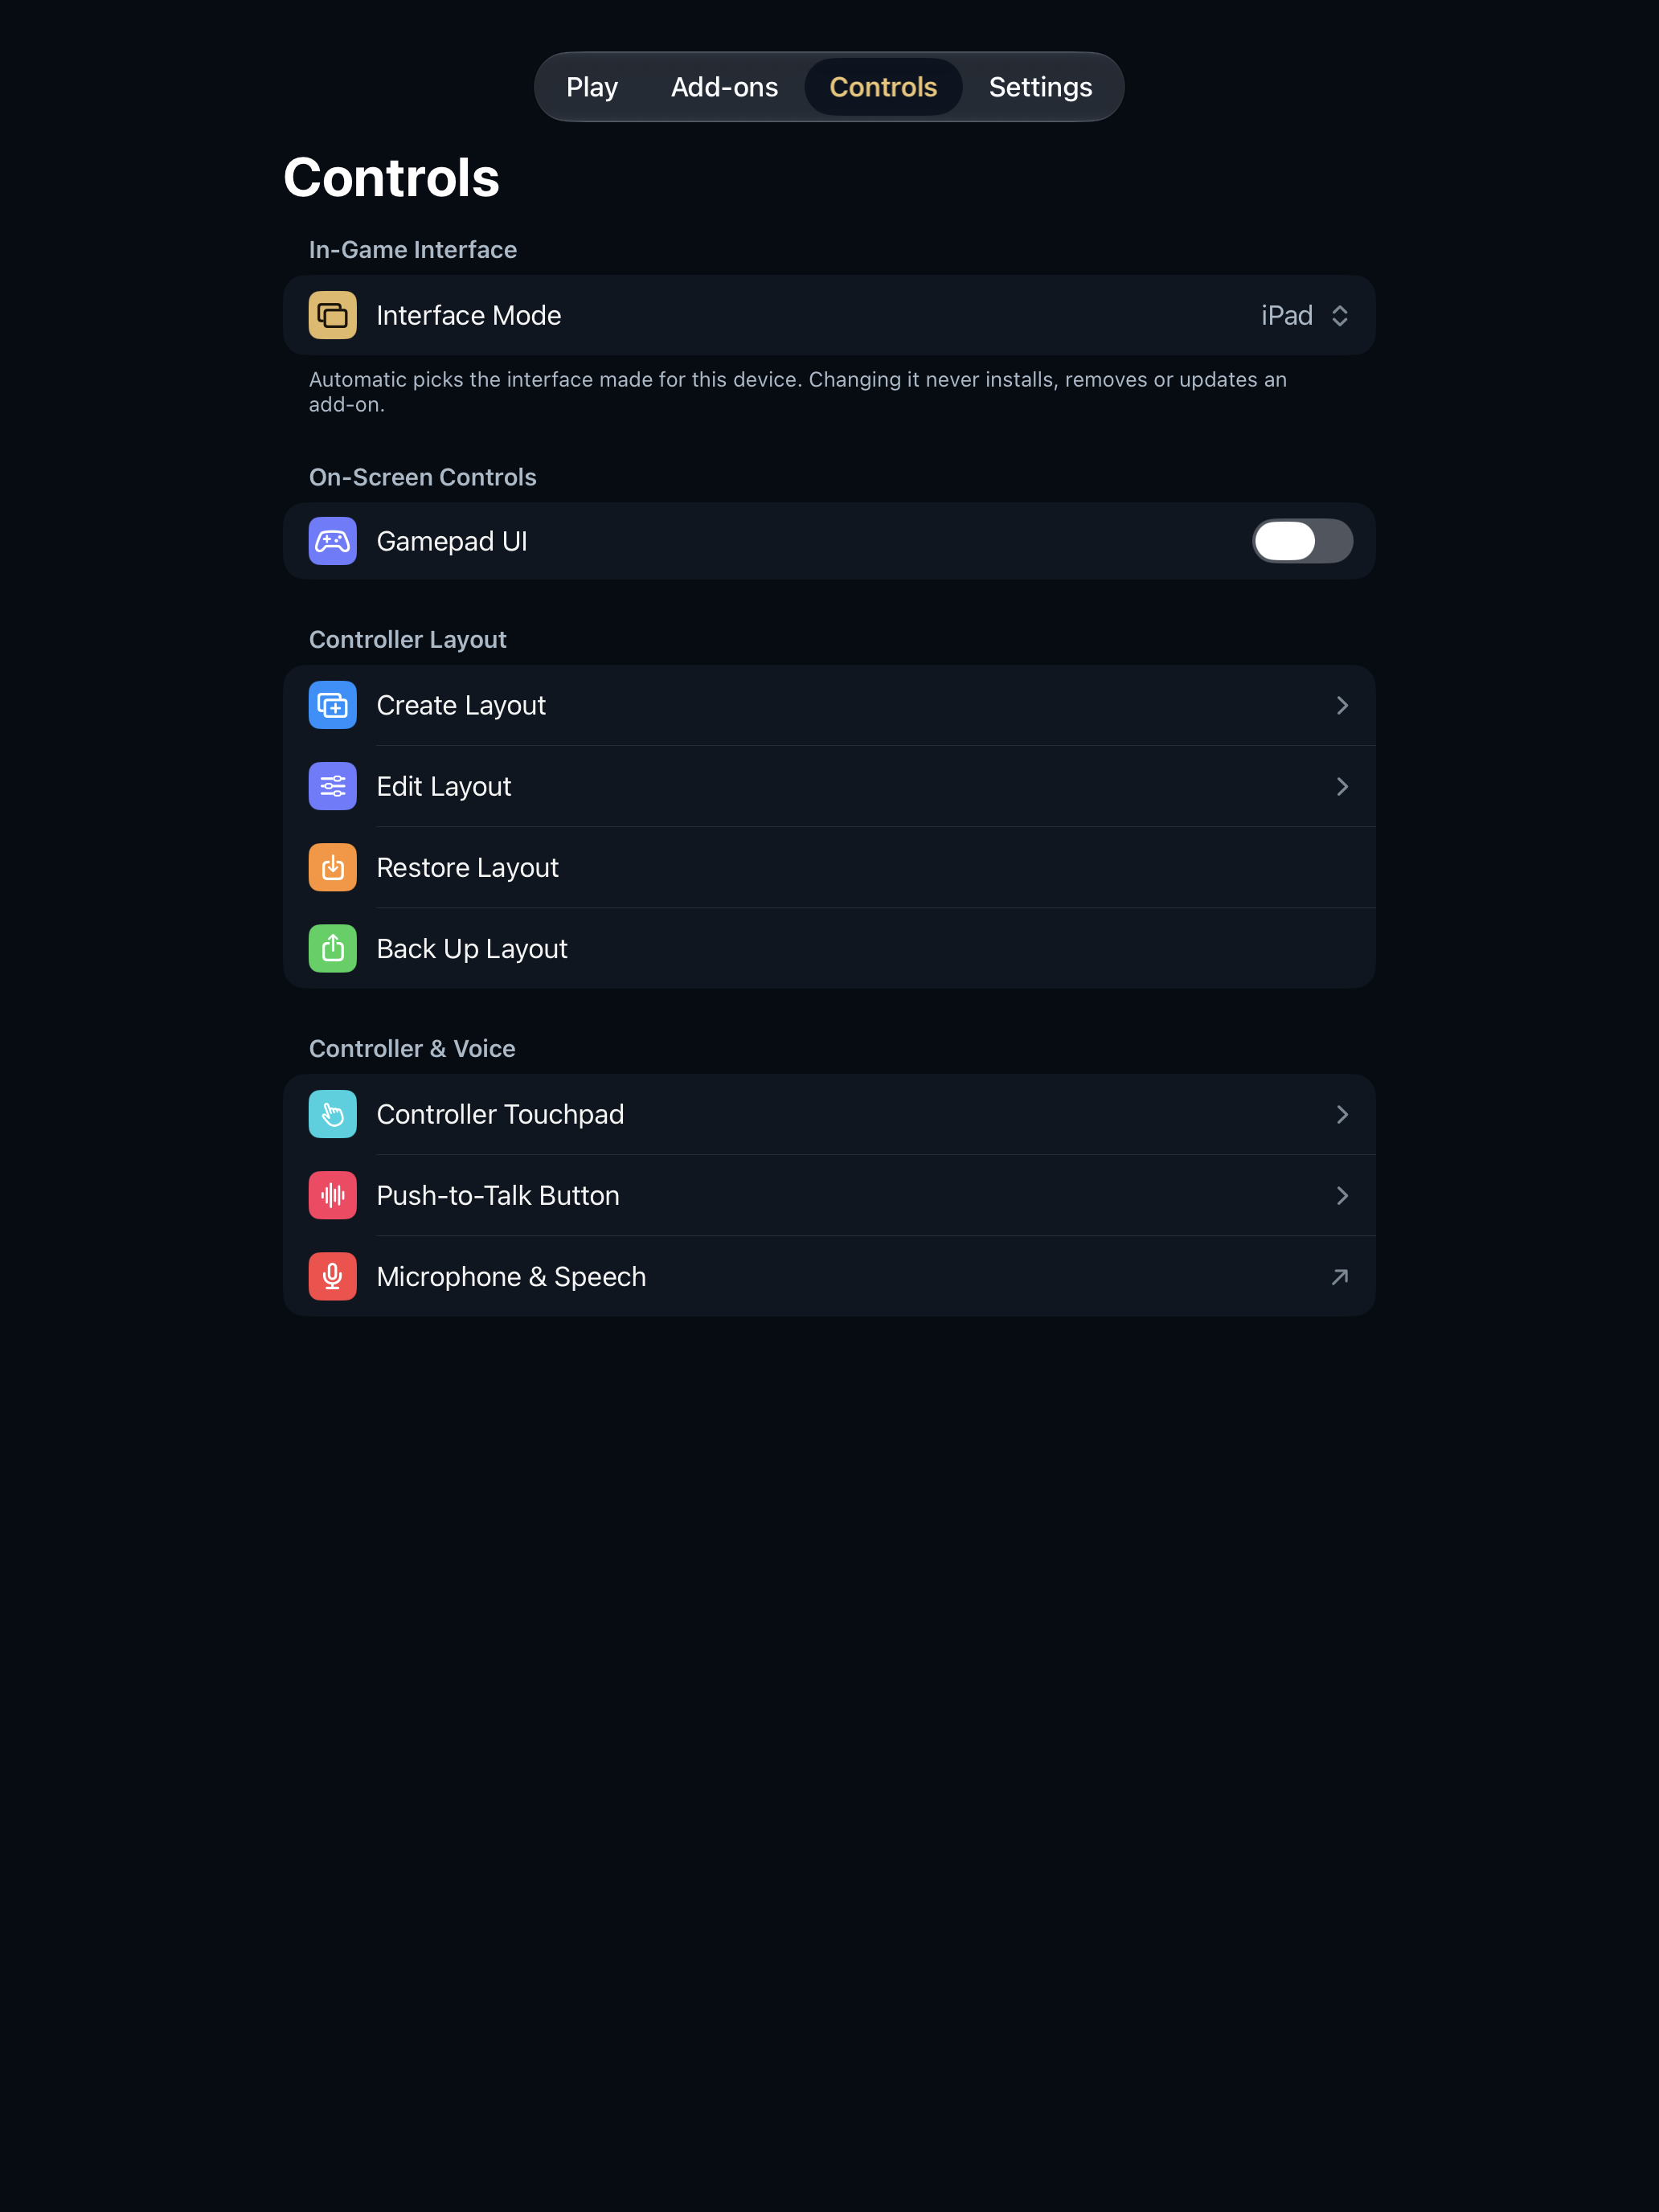 Play
Add-ons
Controls
Settings
Controls
In-Game Interface
Interface Mode
iPad
Automatic picks the interface made for this device. Changing it never installs, removes or updates an
add-on.
On-Screen Controls
Gamepad UI
Controller Layout
Create Layout
Edit Layout
Restore Layout
Back Up Layout
Controller & Voice
Controller Touchpad
Push-to-Talk Button
Microphone & Speech